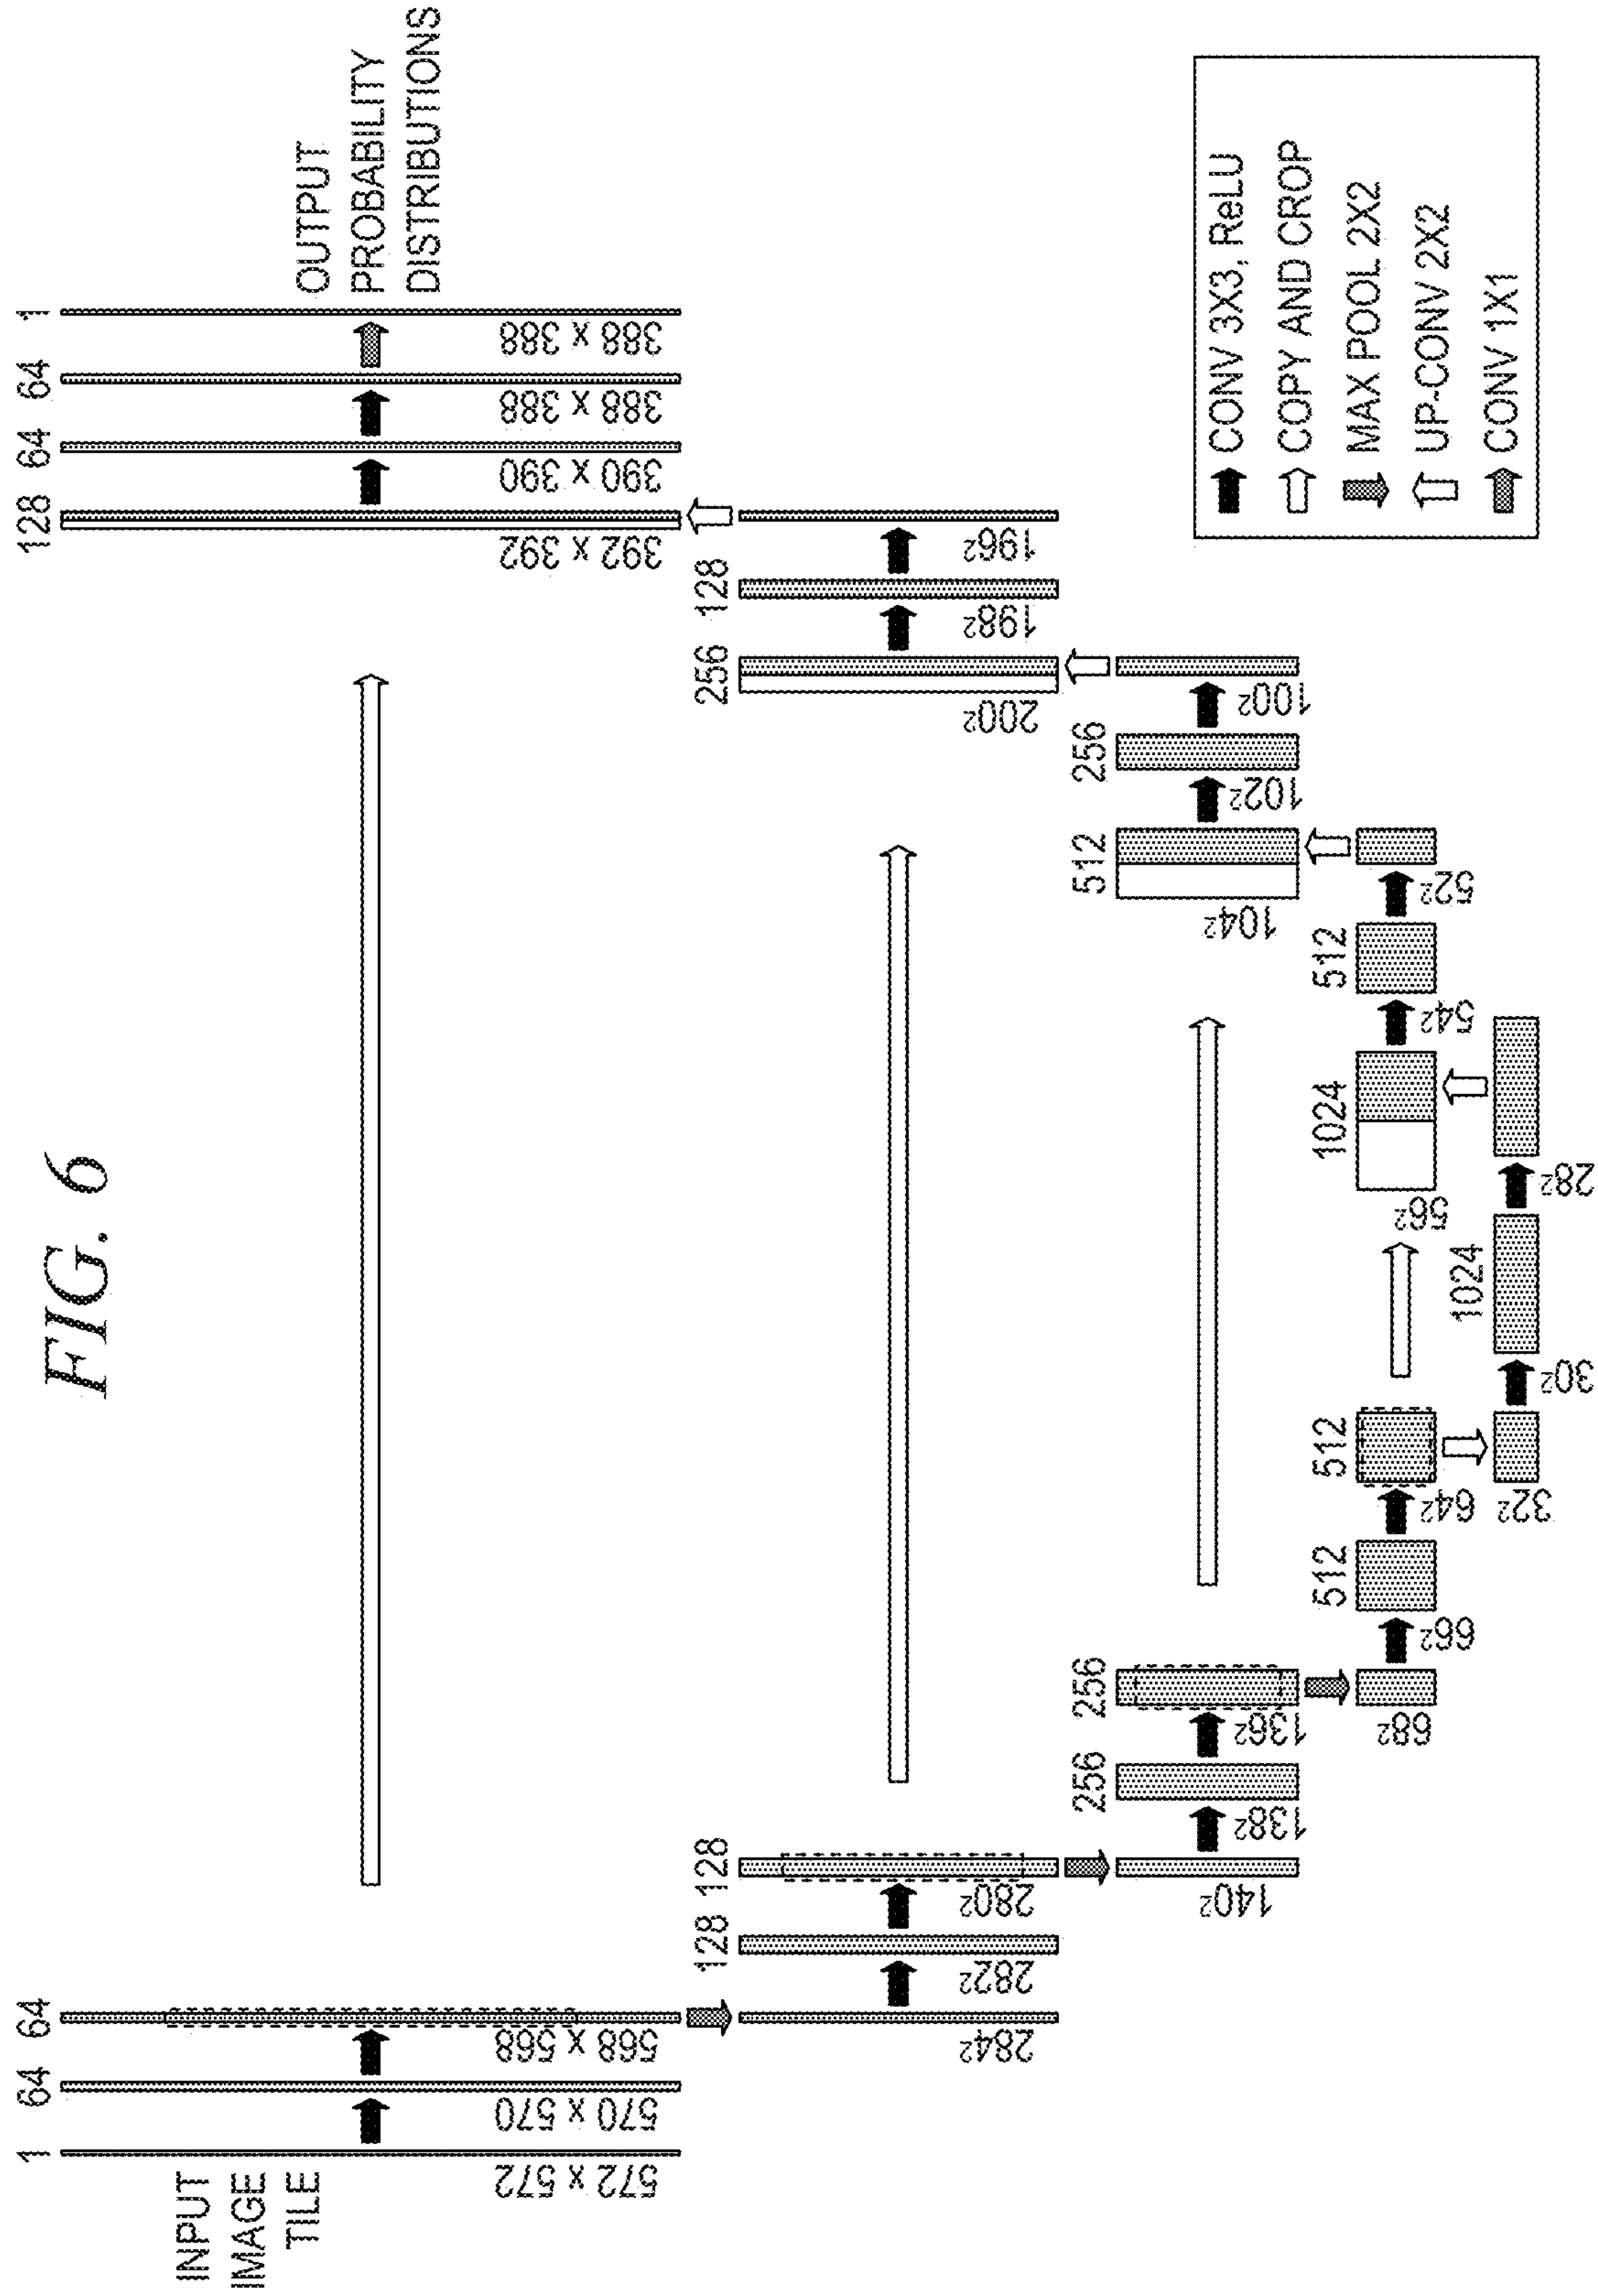 FIG. 6
INPUT
IMAGE
TILE
1
64
64
572 x 572
570 x 570
568 x 568
128
128
284²
282²
280²
256
256
140²
138²
136²
512
512
68²
66²
64²
1024
32²
30²
28²
1024
512
56²
54²
52²
512
256
104²
102²
100²
256
128
200²
198²
196²
128
64
64
1
392 x 392
390 x 390
388 x 388
388 x 388
OUTPUT
PROBABILITY
DISTRIBUTIONS
CONV 3X3, ReLU
COPY AND CROP
MAX POOL 2X2
UP-CONV 2X2
CONV 1X1